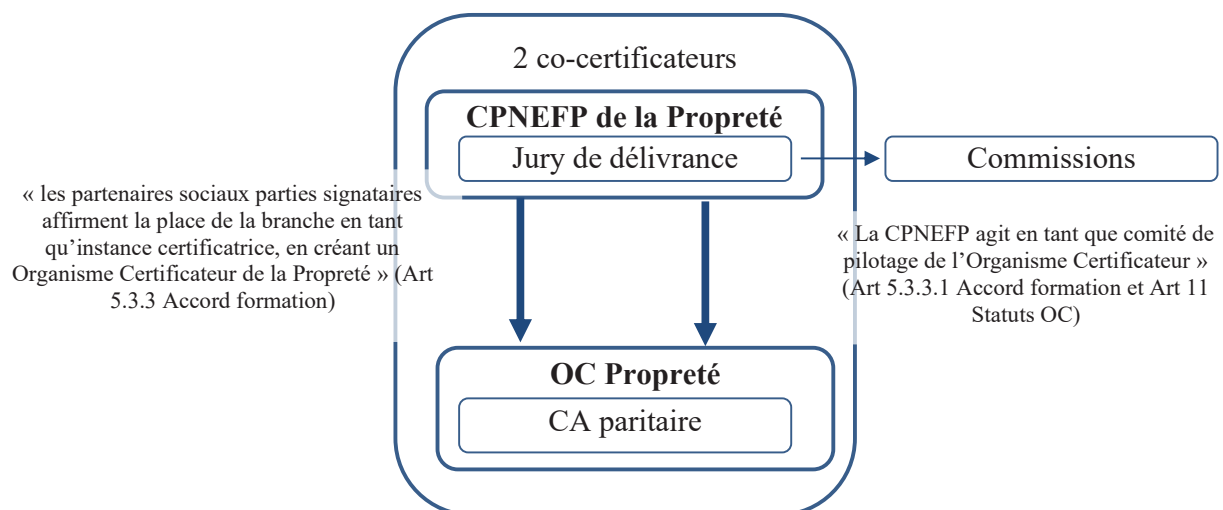 2 co-certificateurs
CPNEFP de la Propreté
Jury de délivrance
Commissions
« les partenaires sociaux parties signataires
affirment la place de la branche en tant
qu’instance certificatrice, en créant un
Organisme Certificateur de la Propreté » (Art
5.3.3 Accord formation)
« La CPNEFP agit en tant que comité de
pilotage de l’Organisme Certificateur »
(Art 5.3.3.1 Accord formation et Art 11
Statuts OC)
OC Propreté
CA paritaire